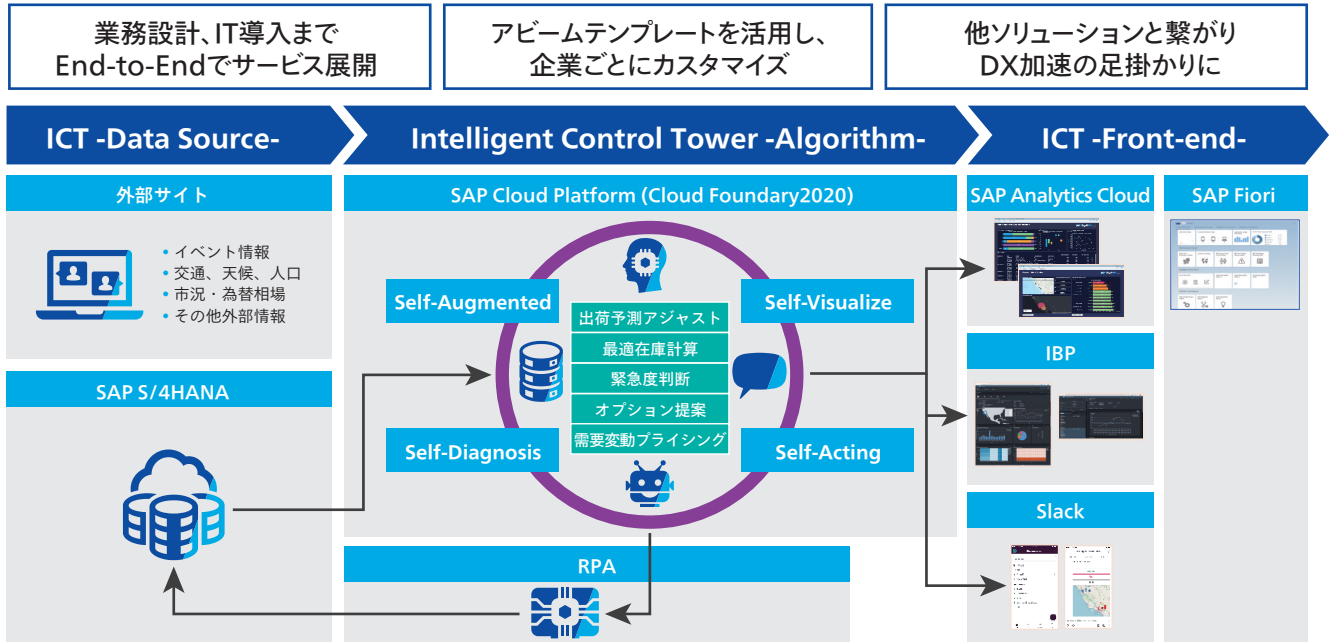 業務設計、IT導入まで
End-to-Endでサービス展開
アビームテンプレートを活用し、
企業ごとにカスタマイズ
他ソリューションと繋がり
DX加速の足掛かりに
ICT -Data Source-
Intelligent Control Tower -Algorithm-
ICT -Front-end-
外部サイト
• イベント情報
• 交通、天候、人口
• 市況・為替相場
• その他外部情報
SAP S/4HANA
SAP Cloud Platform (Cloud Foundary2020)
Self-Augmented
Self-Visualize
出荷予測アジャスト
最適在庫計算
緊急度判断
オプション提案
需要変動プライシング
Self-Diagnosis
Self-Acting
RPA
SAP Analytics Cloud
SAP Fiori
IBP
Slack